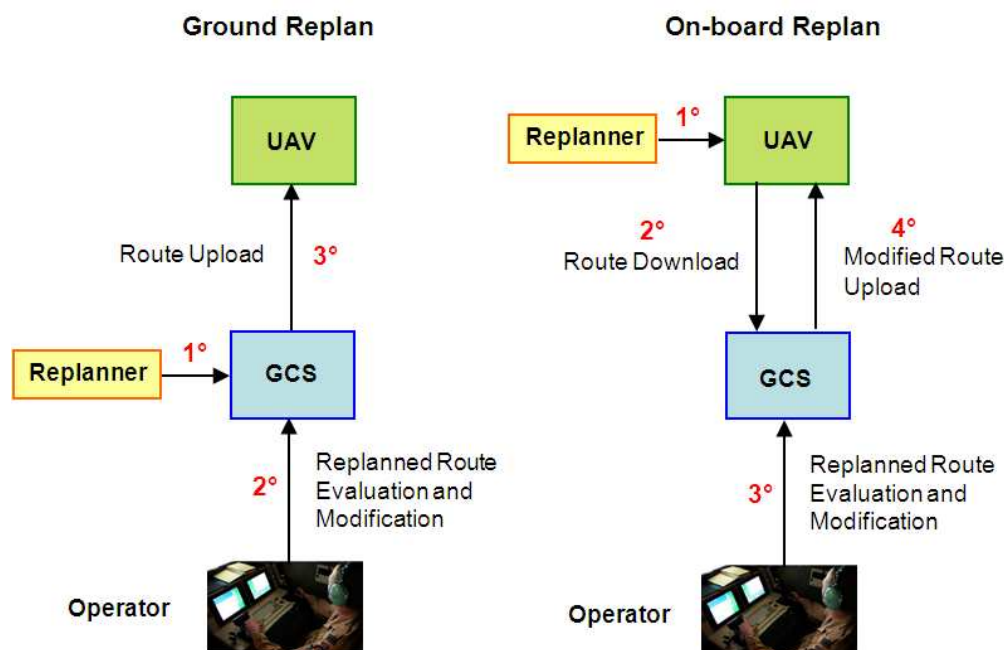 Ground Replan
UAV
Route Upload
3°
Replanner
1°
GCS
2°
Replanned Route
Evaluation and
Modification
Operator
On-board Replan
Replanner
1°
UAV
2°
Route Download
4°
Modified Route
Upload
GCS
3°
Replanned Route
Evaluation and
Modification
Operator